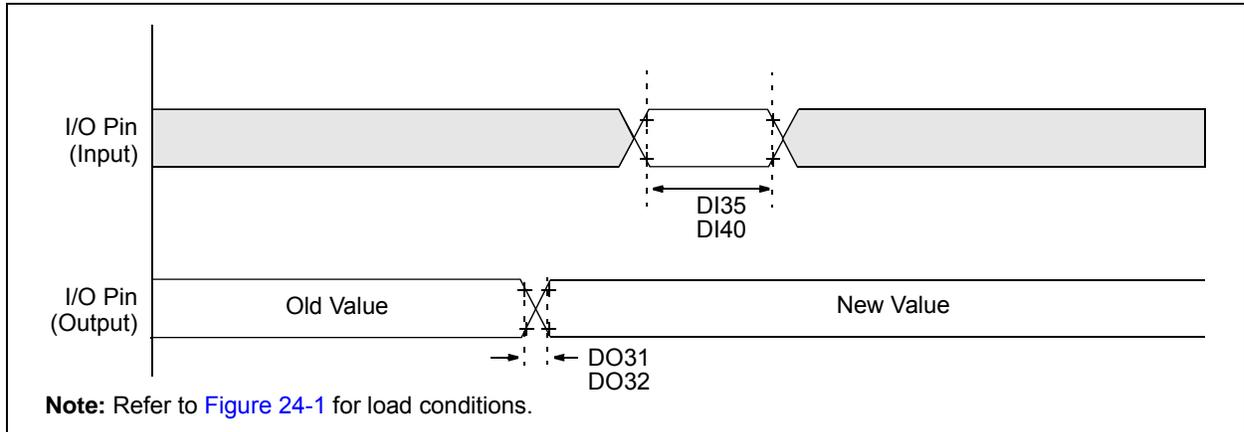 I/O Pin
(Input)
DI35
DI40
I/O Pin
(Output)
Old Value
New Value
DO31
DO32
Note: Refer to Figure 24-1 for load conditions.